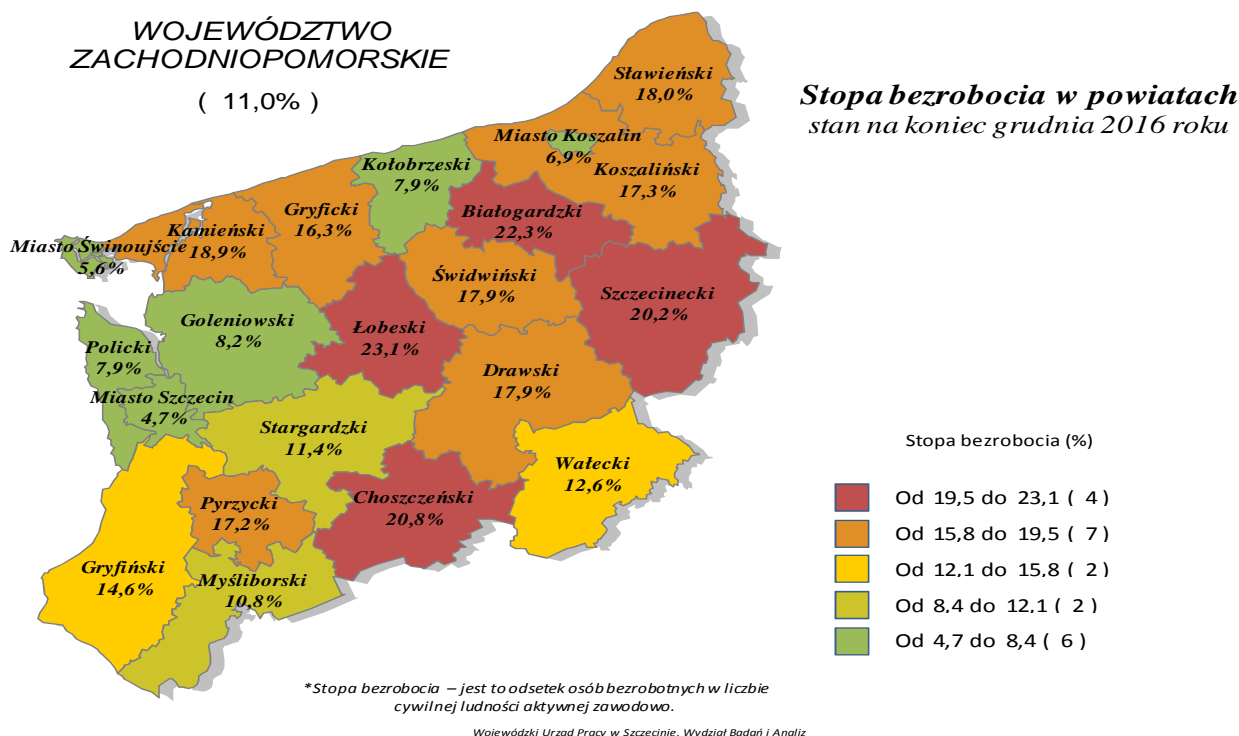 WOJEWÓDZTWO
ZACHODNIOPOMORSKIE
( 11,0% )
Stopa bezrobocia w powiatach
stan na koniec grudnia 2016 roku
Sławieński
18,0%
Miasto Koszalin
6,9%
Koszaliński
17,3%
Kołobrzeski
7,9%
Białogardzki
22,3%
Gryficki
16,3%
Kamieński
18,9%
Miasto Świnoujście
5,6%
Świdwiński
17,9%
Szczecinecki
20,2%
Goleniowski
8,2%
Łobeski
23,1%
Policki
7,9%
Drawski
17,9%
Miasto Szczecin
4,7%
Stargardzki
11,4%
Wałecki
12,6%
Choszczeński
20,8%
Pyrzycki
17,2%
Gryfiński
14,6%
Myśliborski
10,8%
Stopa bezrobocia (%)
Od 19,5 do 23,1 ( 4 )
Od 15,8 do 19,5 ( 7 )
Od 12,1 do 15,8 ( 2 )
Od 8,4 do 12,1 ( 2 )
Od 4,7 do 8,4 ( 6 )
*Stopa bezrobocia – jest to odsetek osób bezrobotnych w liczbie
cywilnej ludności aktywnej zawodowo.
Wojewódzki Urząd Pracy w Szczecinie, Wydział Badań i Analiz